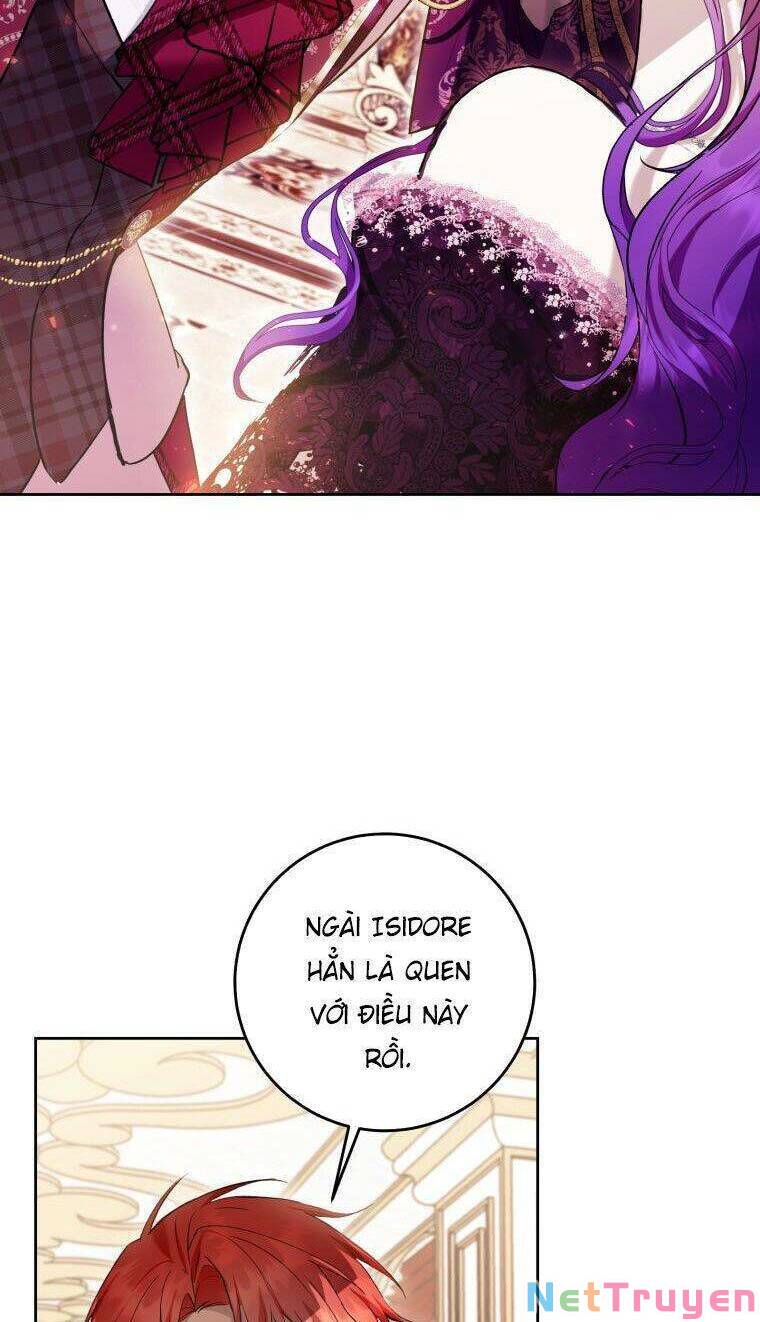 NGÀI ISIDORE
HẲN LÀ QUEN
VỚI ĐIỀU NÀY
RỒI.
NetTruyen